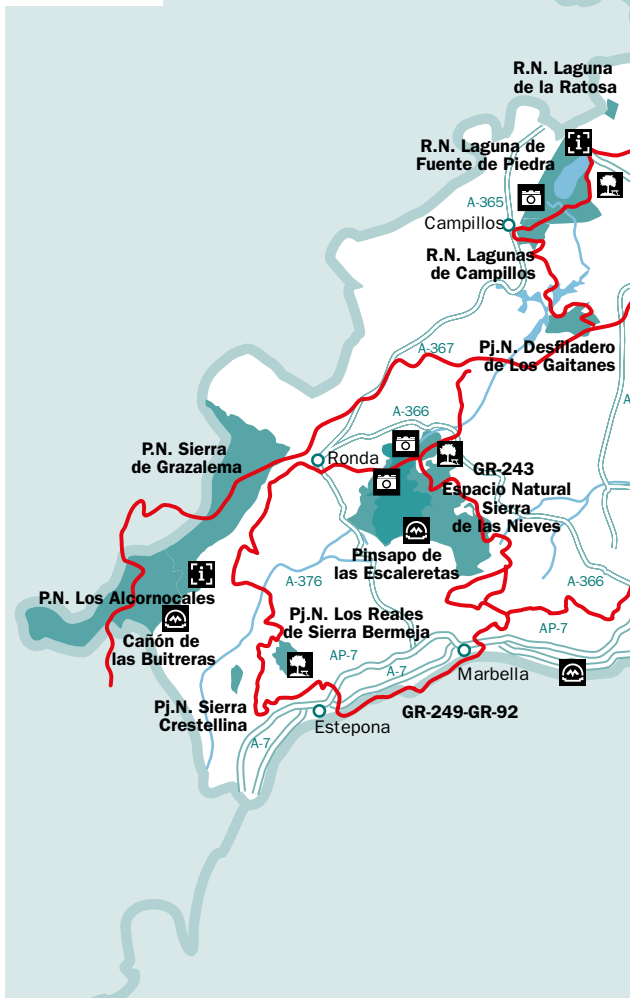 R.N. Laguna
de la Ratosa
R.N. Laguna de
Fuente de Piedra
A-365
Campillos
R.N. Lagunas
de Campillos
Pj.N. Desfiladero
de Los Gaitanes
A-367
A
A-366
P.N. Sierra
de Grazalema
Ronda
GR-243
Espacio Natural
Sierra
de las Nieves
Pinsapo de
las Escaleretas
A-376
A-366
P.N. Los Alcornocales
Cañón de
las Buitreras
Pj.N. Los Reales
de Sierra Bermeja
AP-7
AP-7
A-7
Marbella
Pj.N. Sierra
Crestellina
GR-249-GR-92
Estepona
A-7